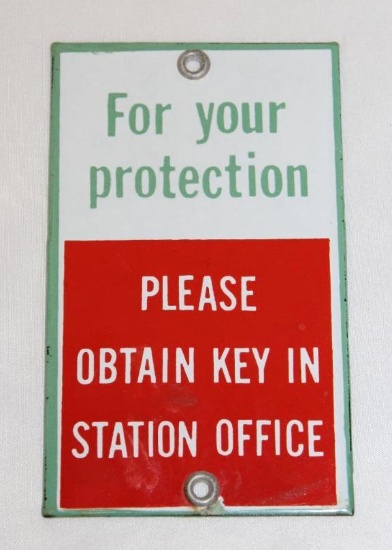 For your
protection
PLEASE
OBTAIN KEY IN
STATION OFFICE